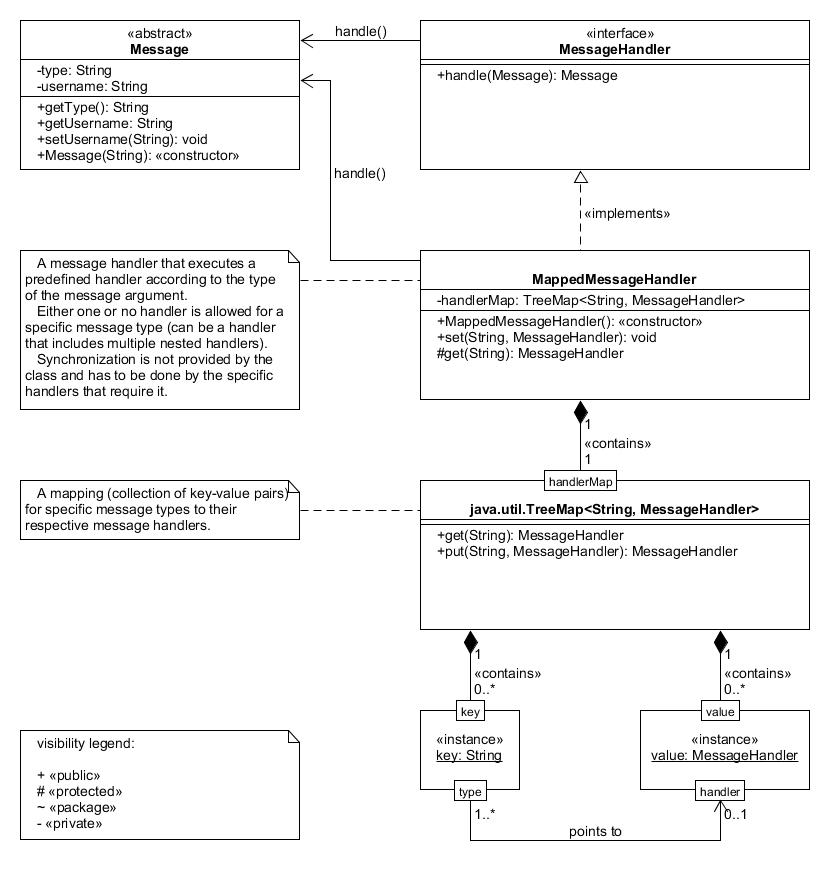 «abstract»
Message
-type: String
-username: String
+getType(): String
+getUsername: String
+setUsername(String): void
+Message(String): «constructor»
handle()
«interface»
MessageHandler
+handle(Message): Message
handle()
«implements»
A message handler that executes a
predefined handler according to the type
of the message argument.
Either one or no handler is allowed for a
specific message type (can be a handler
that includes multiple nested handlers).
Synchronization is not provided by the
class and has to be done by the specific
handlers that require it.
MappedMessageHandler
-handlerMap: TreeMap<String, MessageHandler>
+MappedMessageHandler(): «constructor»
+set(String, MessageHandler): void
#get(String): MessageHandler
1
«contains»
1
handlerMap
A mapping (collection of key-value pairs)
for specific message types to their
respective message handlers.
java.util.TreeMap<String, MessageHandler>
+get(String): MessageHandler
+put(String, MessageHandler): MessageHandler
1
«contains»
0..*
key
«instance»
key: String
type
1..*
1
«contains»
0..*
value
«instance»
value: MessageHandler
handler
0..1
points to
visibility legend:
+ «public»
# «protected»
~ «package»
- «private»